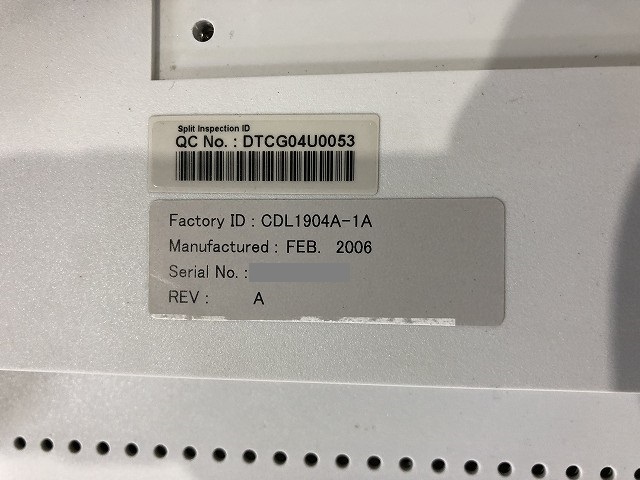 Split Inspection ID
QC No. : DTCG04U0053
Factory ID : CDL1904A-1A
Manufactured : FEB. 2006
Serial No. :
REV : A